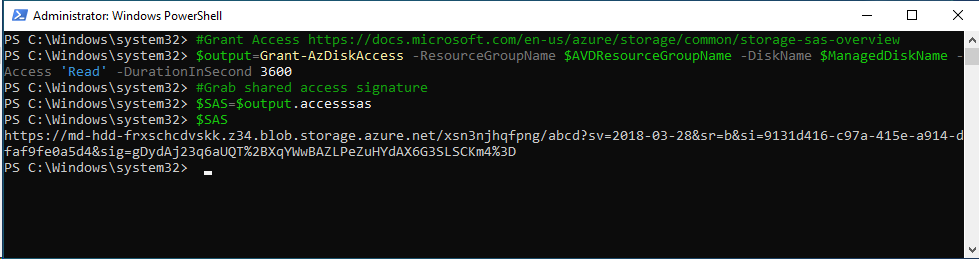 Administrator: Windows PowerShell
PS C:\Windows\system32> #Grant Access https://docs.microsoft.com/en-us/azure/storage/common/storage-sas-overview
PS C:\Windows\system32> $output=Grant-AzDiskAccess -ResourceGroupName $AVDResourceGroupName -DiskName $ManagedDiskName -
Access 'Read' -DurationInSecond 3600
PS C:\Windows\system32> #Grab shared access signature
PS C:\Windows\system32> $SAS=$output.accesssas
PS C:\Windows\system32> $SAS
https://md-hdd-frxschcdvskk.z34.blob.storage.azure.net/xsn3njhqfpng/abcd?sv=2018-03-28&sr=b&si=9131d416-c97a-415e-a914-d
faf9fe0a5d4&sig=gDydAj23q6aUQT%2BXqYWwBAZLPeZuHYdAX6G3SLSCKm4%3D
PS C:\Windows\system32>